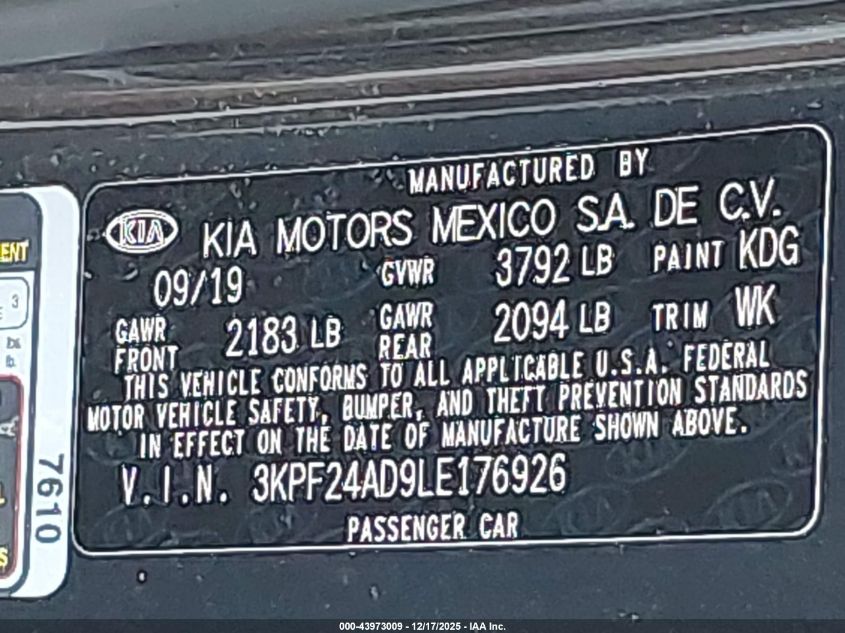 MANUFACTURED BY
KIA KIA MOTORS MEXICO S.A. DE C.V.
09/19 GVWR 3792 LB PAINT KDG
GAWR FRONT 2183 LB GAWR REAR 2094 LB TRIM WK
THIS VEHICLE CONFORMS TO ALL APPLICABLE U.S.A. FEDERAL
MOTOR VEHICLE SAFETY, BUMPER, AND THEFT PREVENTION STANDARDS
IN EFFECT ON THE DATE OF MANUFACTURE SHOWN ABOVE.
V.I.N. 3KPF24AD9LE176926
PASSENGER CAR
7610
3
000-43973009 - 12/17/2025 - IAA Inc.